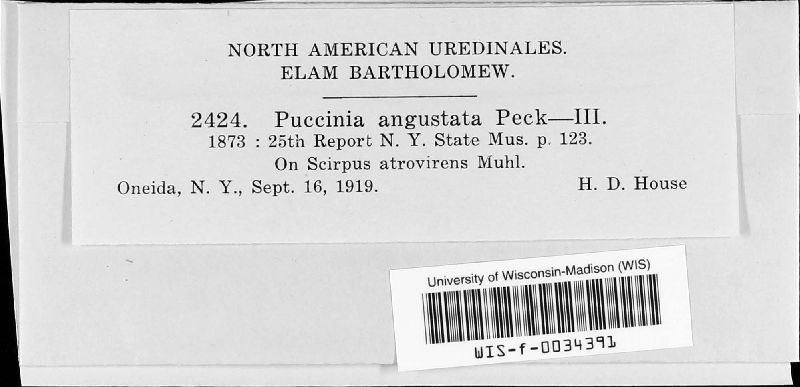 NORTH AMERICAN UREDINALES.
ELAM BARTHOLOMEW.
2424. Puccinia angustata Peck—III.
1873 : 25th Report N. Y. State Mus. p. 123.
On Scirpus atrovirens Muhl.
Oneida, N. Y., Sept. 16, 1919. H. D. House
University of Wisconsin-Madison (WIS)
WIS-f-0034391